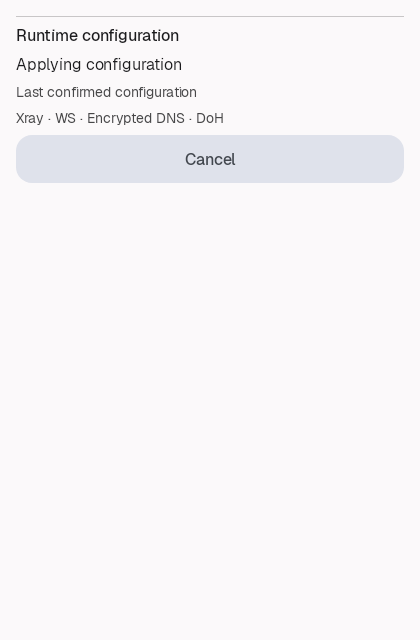 Runtime configuration
Applying configuration
Last confirmed configuration
Xray · WS · Encrypted DNS · DoH
Cancel